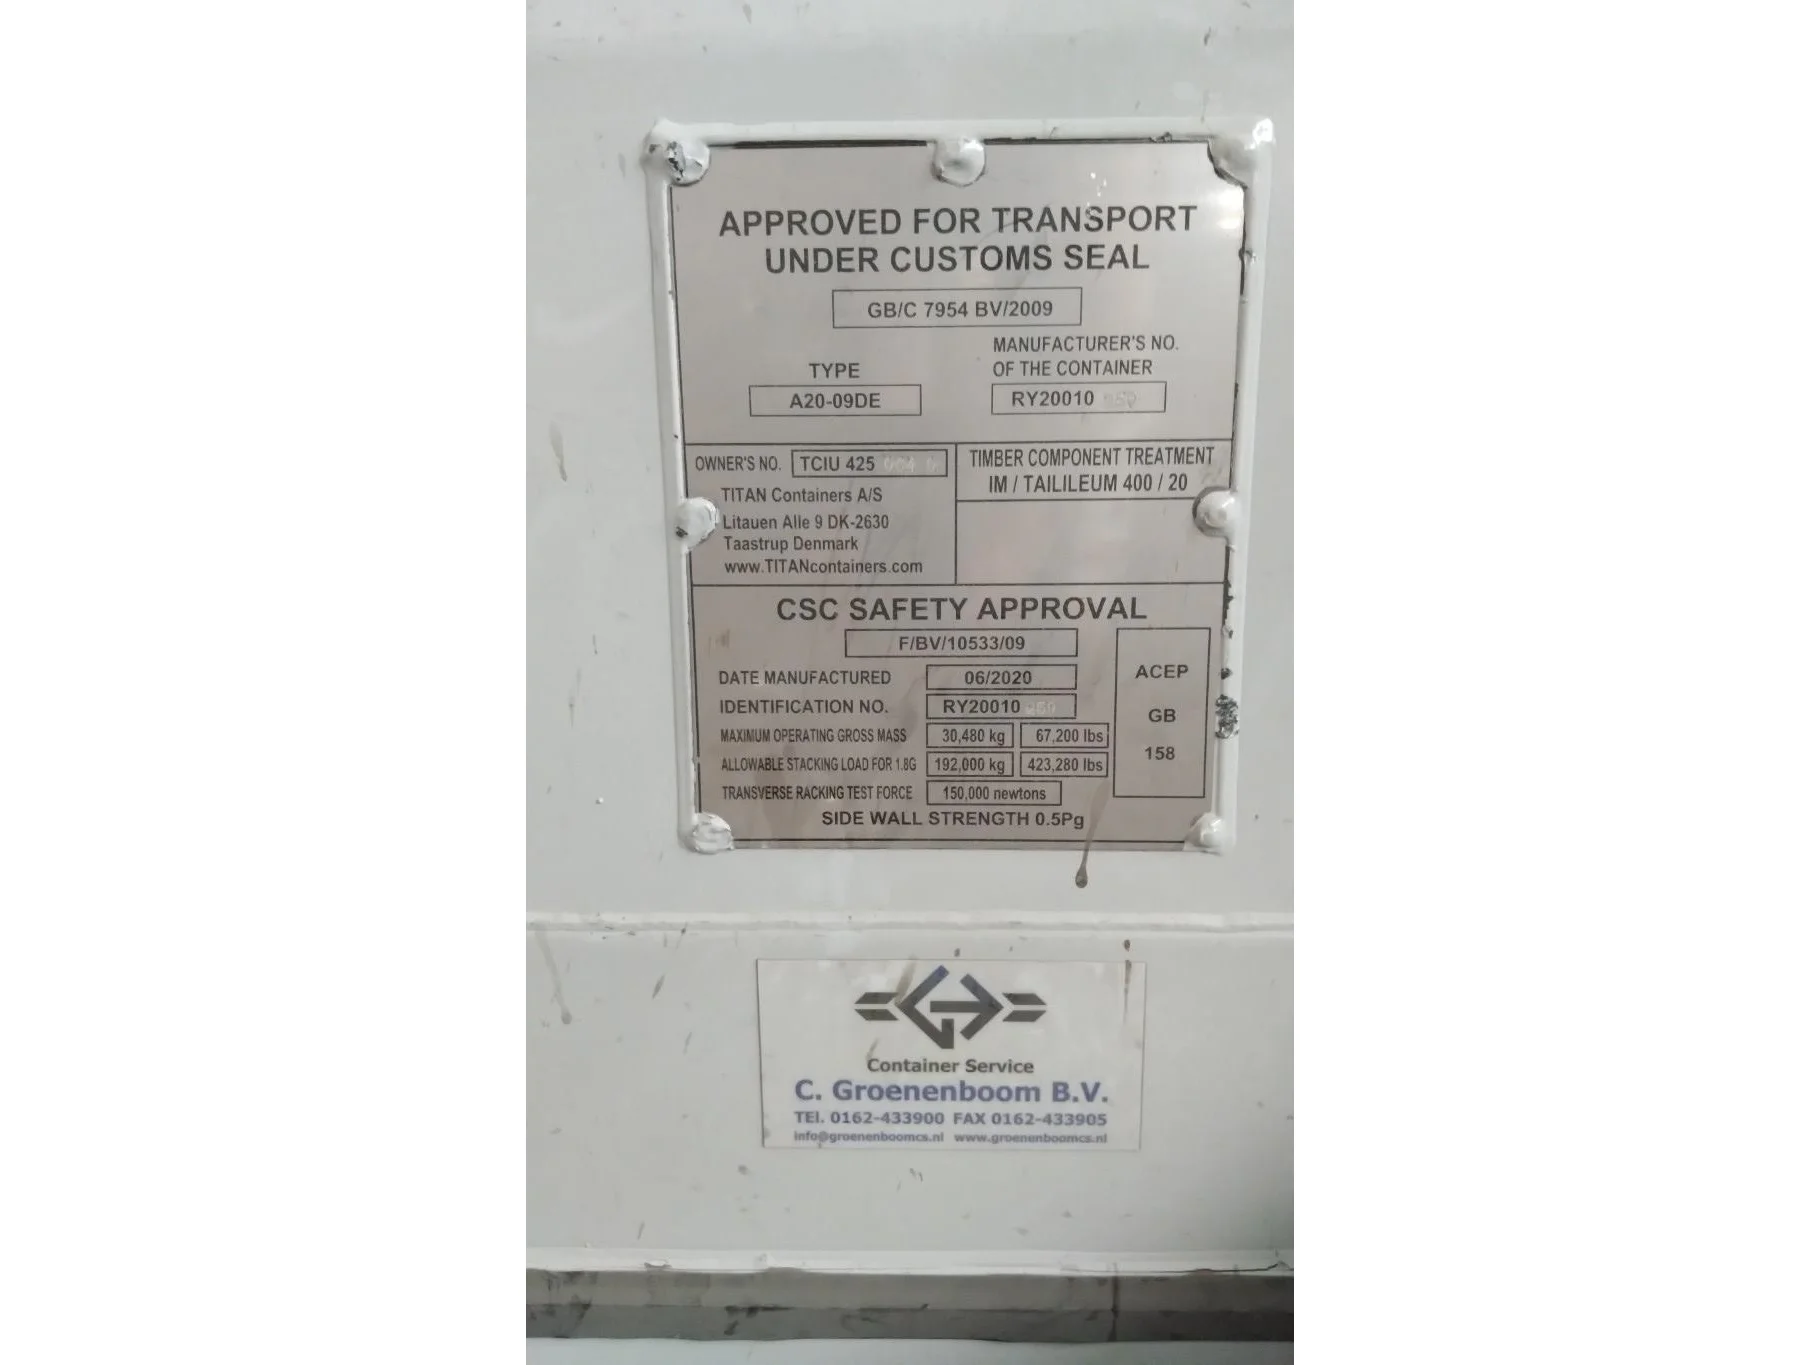 APPROVED FOR TRANSPORT
UNDER CUSTOMS SEAL
GB/C 7954 BV/2009
TYPE
A20-09DE
MANUFACTURER'S NO.
OF THE CONTAINER
RY20010
OWNER'S NO. TCIU 425
TITAN Containers A/S
Litauen Alle 9 DK-2630
Taastrup Denmark
www.TITANcontainers.com
TIMBER COMPONENT TREATMENT
IM / TAILILEUM 400 / 20
CSC SAFETY APPROVAL
F/BV/10533/09
DATE MANUFACTURED 06/2020
IDENTIFICATION NO. RY20010
MAXIMUM OPERATING GROSS MASS 30,480 kg 67,200 lbs
ALLOWABLE STACKING LOAD FOR 1.8G 192,000 kg 423,280 lbs
TRANSVERSE RACKING TEST FORCE 150,000 newtons
SIDE WALL STRENGTH 0.5Pg
ACEP
GB
158
Container Service
C. Groenenboom B.V.
TEl. 0162-433900 FAX 0162-433905
info@groenenboomcs.nl www.groenenboomcs.nl